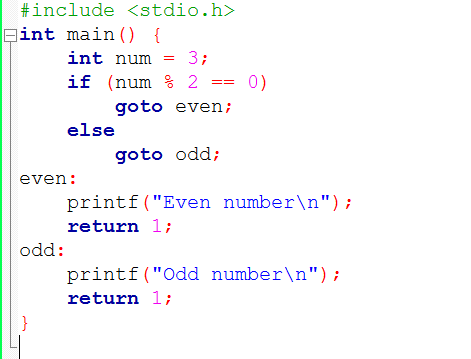 #include <stdio.h>
int main() {
    int num = 3;
    if (num % 2 == 0)
        goto even;
    else
        goto odd;
even:
    printf("Even number\n");
    return 1;
odd:
    printf("Odd number\n");
    return 1;
}